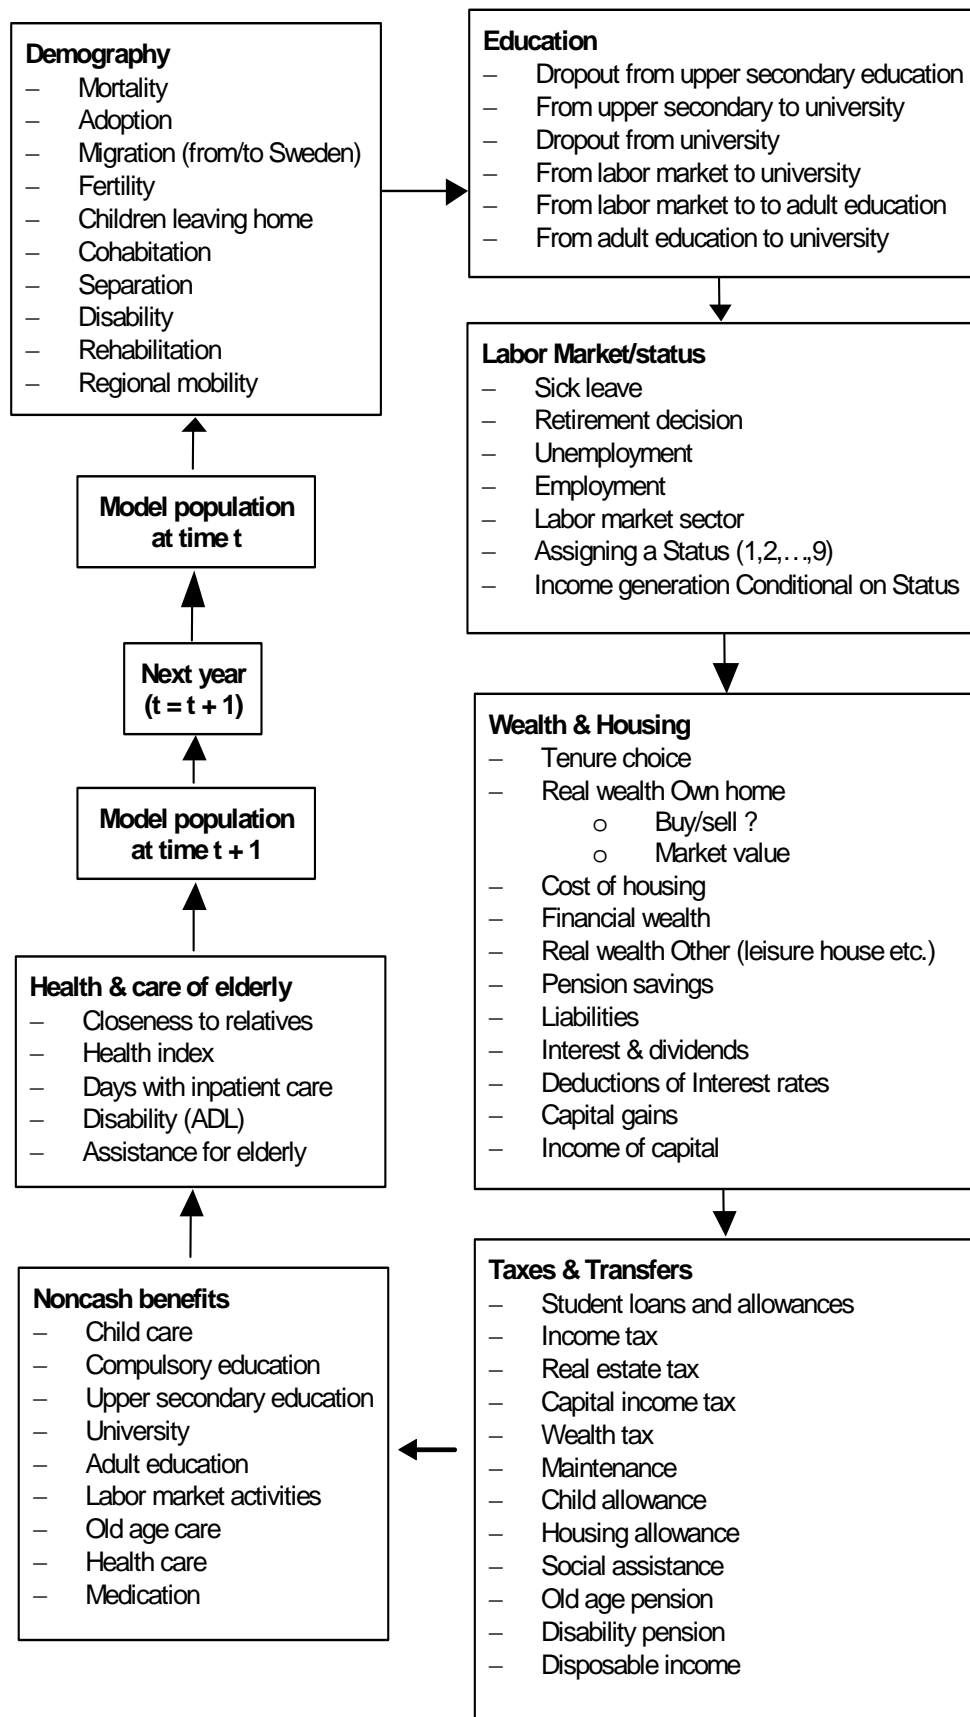 Demography
– Mortality
– Adoption
– Migration (from/to Sweden)
– Fertility
– Children leaving home
– Cohabitation
– Separation
– Disability
– Rehabilitation
– Regional mobility
Education
– Dropout from upper secondary education
– From upper secondary to university
– Dropout from university
– From labor market to university
– From labor market to to adult education
– From adult education to university
Labor Market/status
– Sick leave
– Retirement decision
– Unemployment
– Employment
– Labor market sector
– Assigning a Status (1,2,…,9)
– Income generation Conditional on Status
Wealth & Housing
– Tenure choice
– Real wealth Own home
o Buy/sell ?
o Market value
– Cost of housing
– Financial wealth
– Real wealth Other (leisure house etc.)
– Pension savings
– Liabilities
– Interest & dividends
– Deductions of Interest rates
– Capital gains
– Income of capital
Taxes & Transfers
– Student loans and allowances
– Income tax
– Real estate tax
– Capital income tax
– Wealth tax
– Maintenance
– Child allowance
– Housing allowance
– Social assistance
– Old age pension
– Disability pension
– Disposable income
Noncash benefits
– Child care
– Compulsory education
– Upper secondary education
– University
– Adult education
– Labor market activities
– Old age care
– Health care
– Medication
Health & care of elderly
– Closeness to relatives
– Health index
– Days with inpatient care
– Disability (ADL)
– Assistance for elderly
Model population
at time t + 1
Next year
(t = t + 1)
Model population
at time t